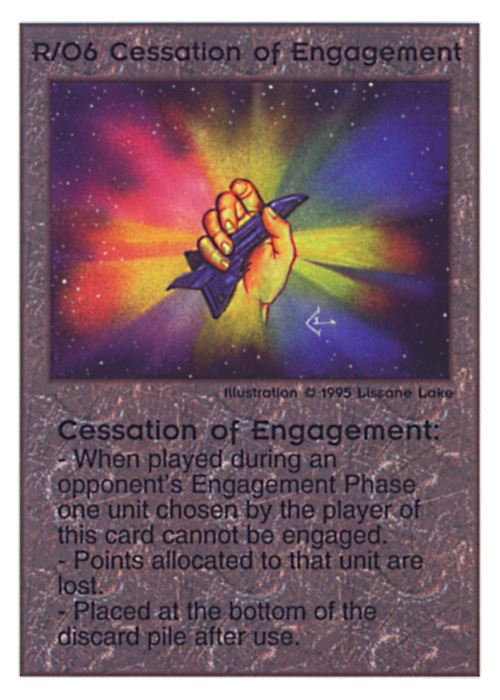 R/O6 Cessation of Engagement
Illustration © 1995 Lissane Lake
Cessation of Engagement:
- When played during an
opponent's Engagement Phase
one unit chosen by the player of
this card cannot be engaged.
- Points allocated to that unit are
lost.
- Placed at the bottom of the
discard pile after use.